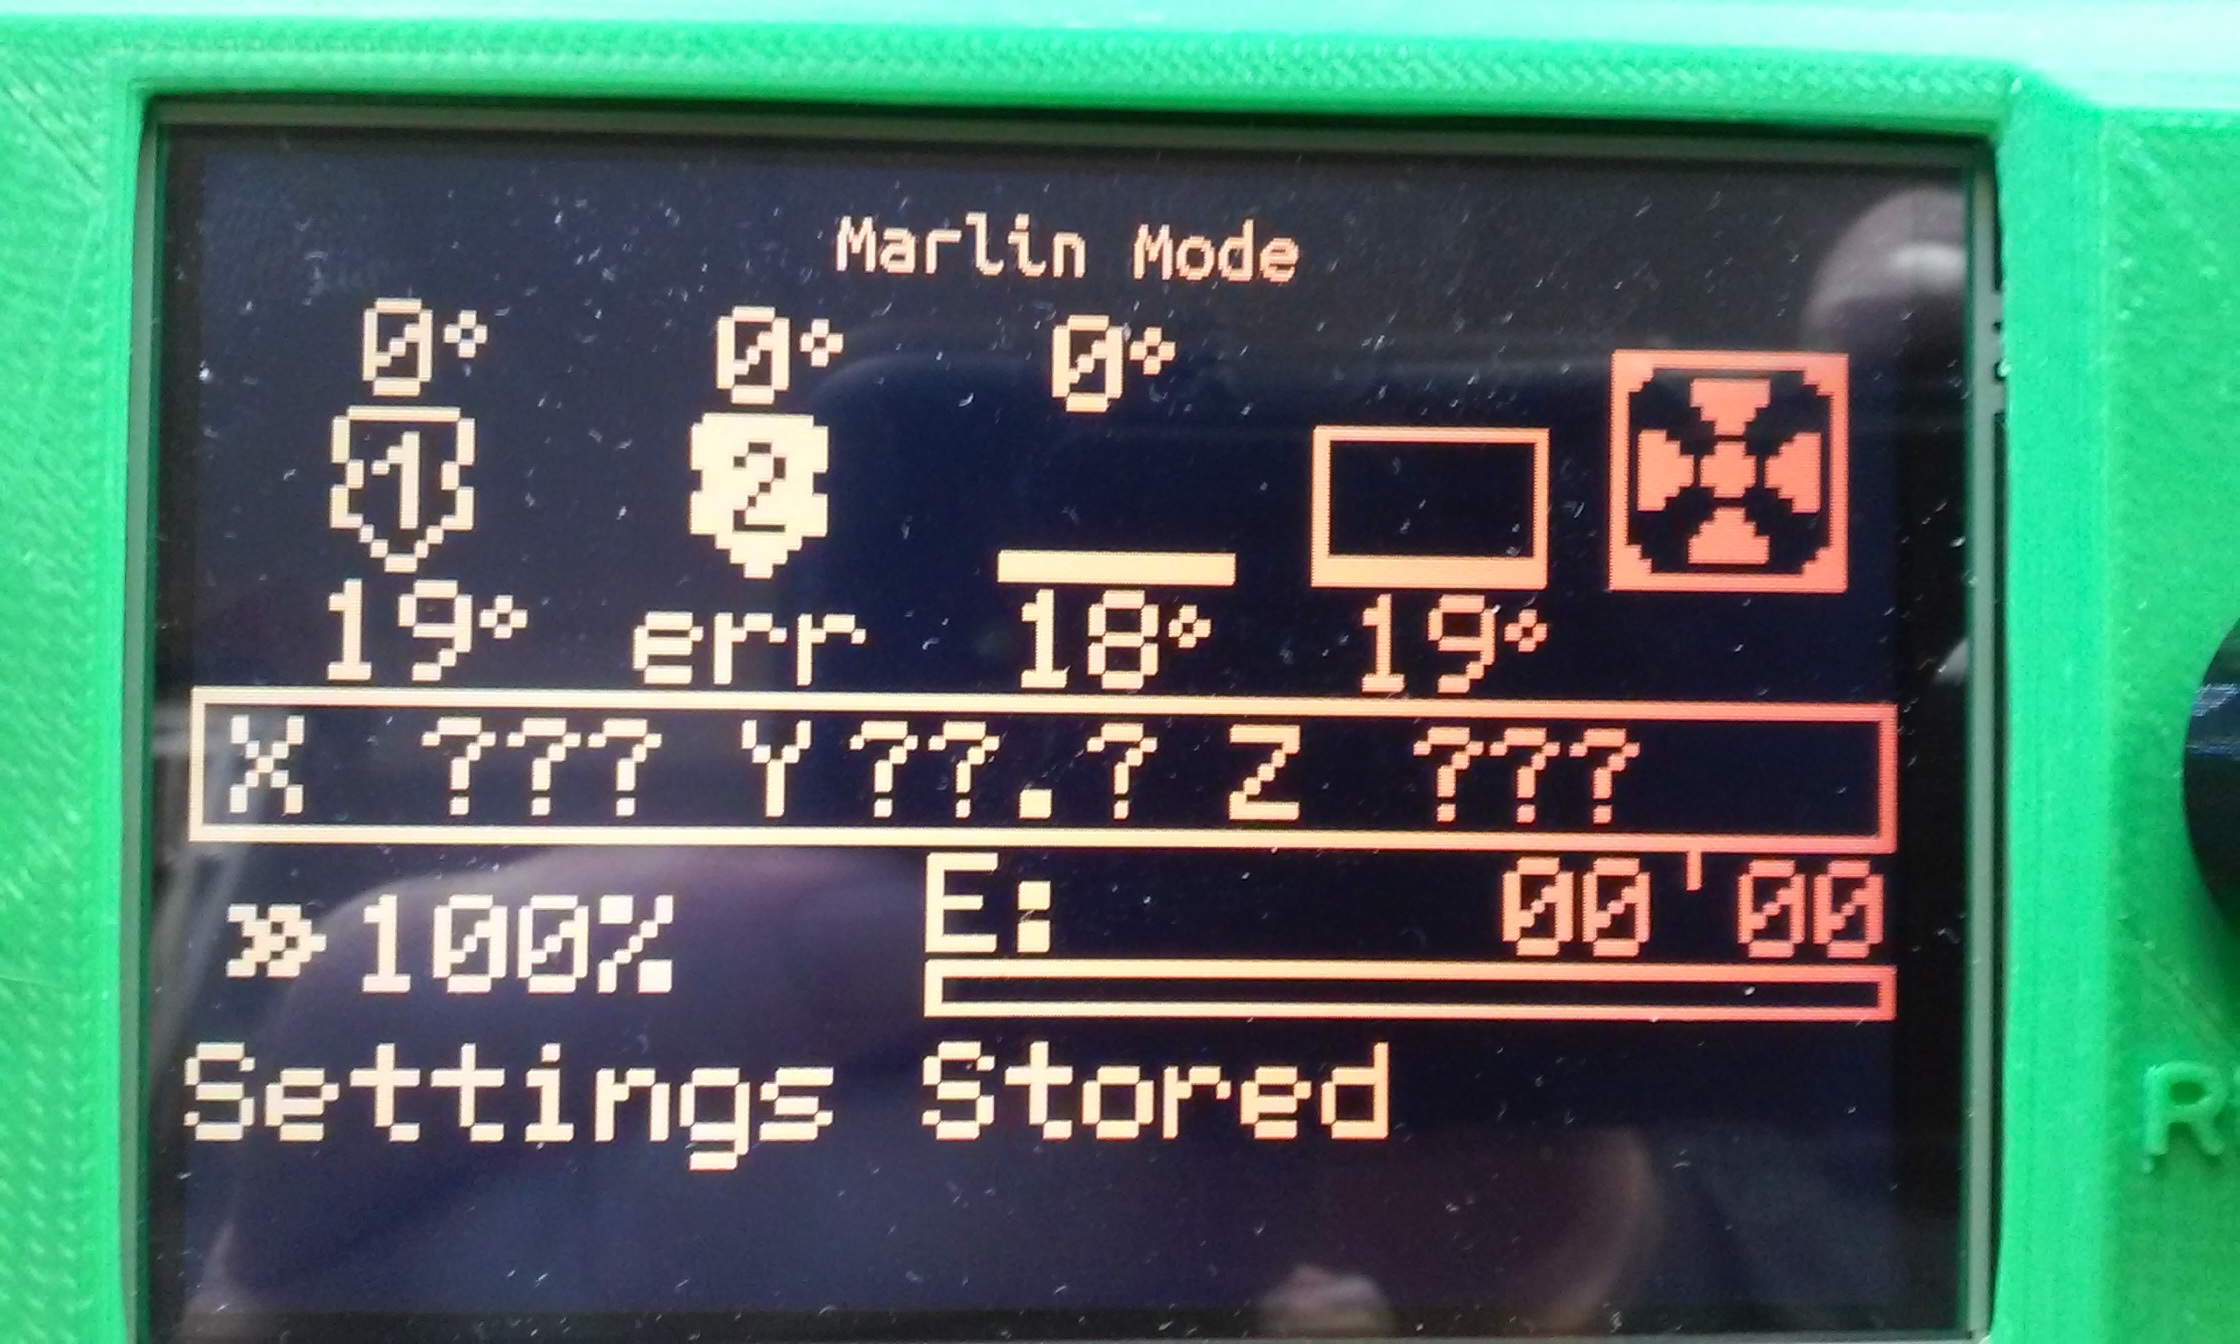 Marlin Mode
0° 0° 0°
1 2
19° err 18° 19°
X ??? Y ??.? Z ???
»100% E: 00'00
Settings Stored
R